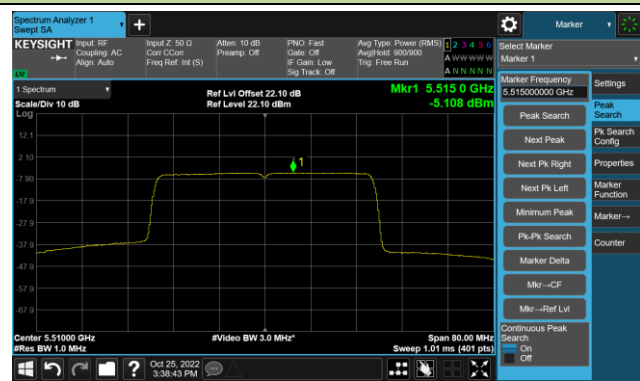 Spectrum Analyzer 1
Swept SA
+
Marker
KEYSIGHT
Input: RF
Coupling: AC
Align: Auto
Input Z: 50 Ω
Corr CCorr
Freq Ref: Int (S)
Atten: 10 dB
Preamp: Off
PNO: Fast
Gate: Off
IF Gain: Low
Sig Track: Off
Avg Type: Power (RMS)
Avg|Hold: 900/900
Trig: Free Run
1 2 3 4 5 6
A W W W W W
A N N N N N
Select Marker
Marker 1
1 Spectrum
Scale/Div 10 dB
Log
Ref Lvl Offset 22.10 dB
Ref Level 22.10 dBm
Mkr1 5.515 0 GHz
-5.108 dBm
12.1
2.10
-7.90
-17.9
-27.9
-37.9
-47.9
-57.9
-67.9
1
Center 5.51000 GHz
#Res BW 1.0 MHz
#Video BW 3.0 MHz*
Span 80.00 MHz
Sweep 1.01 ms (401 pts)
Marker Frequency
5.515000000 GHz
Peak Search
Next Peak
Next Pk Right
Next Pk Left
Minimum Peak
Pk-Pk Search
Marker Delta
Mkr→CF
Mkr→Ref Lvl
Continuous Peak
Search
On
Off
Settings
Peak
Search
Pk Search
Config
Properties
Marker
Function
Marker→
Counter
?
Oct 25, 2022
3:38:43 PM